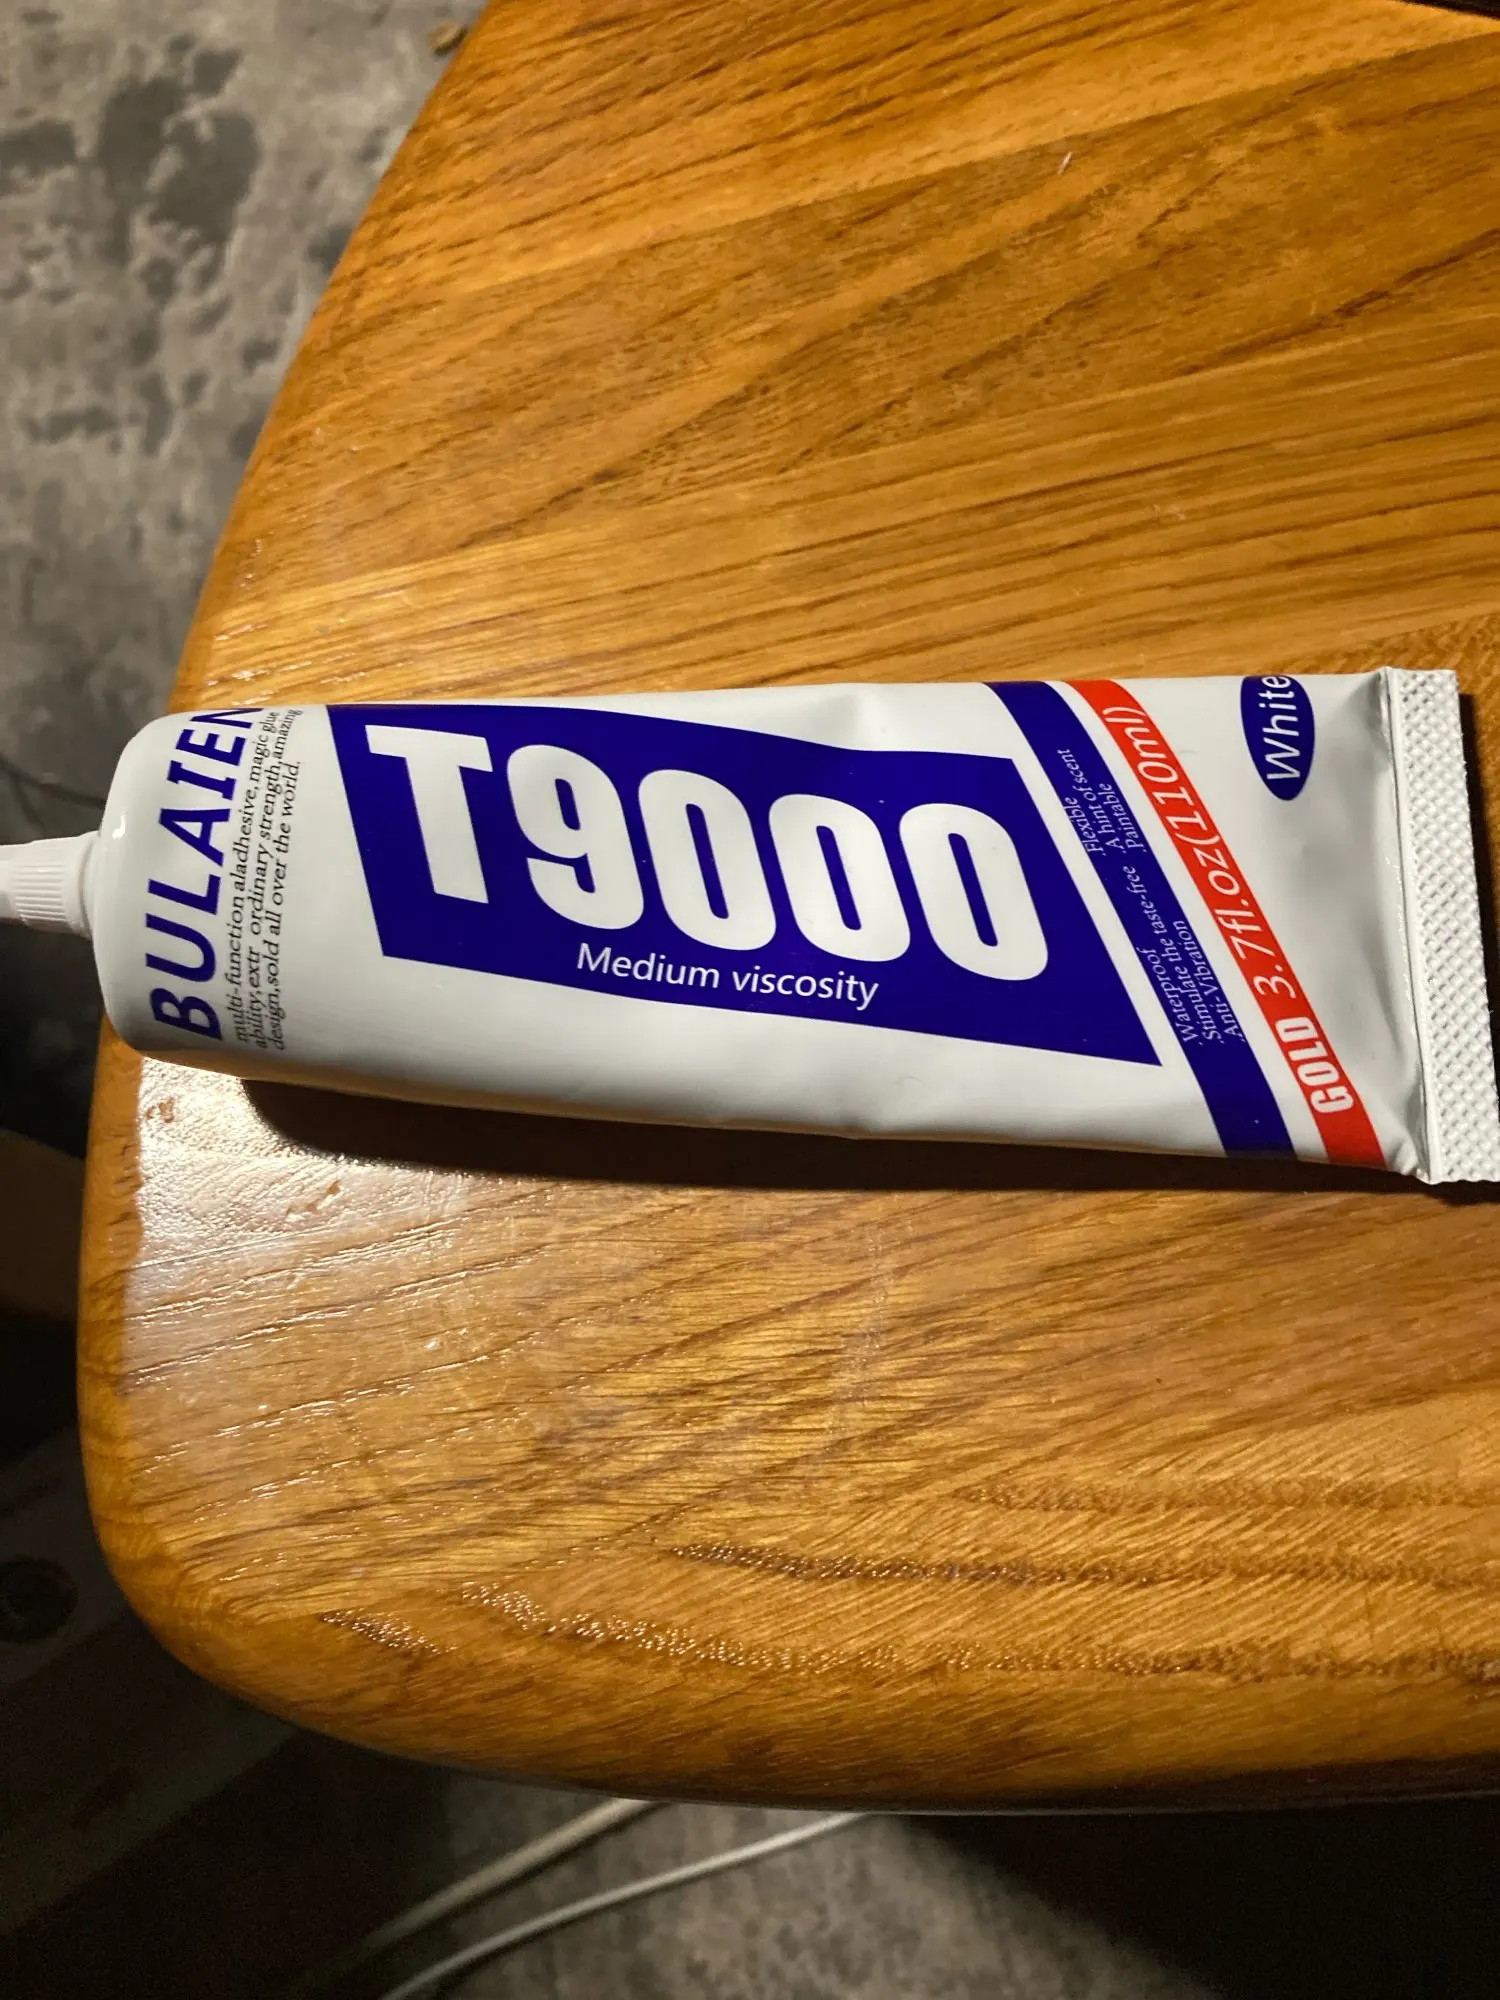 BULAIEN
multi-function aladhesive, magic glue
ability, extr ordinary strength, amazing
design, sold all over the world.
T9000
Medium viscosity
·Flexible
·A hint of scent
·Paintable
·Waterproof
·Stimulate the taste-free
·Anti-Vibration
GOLD 3.7fl.oz(110ml)
White